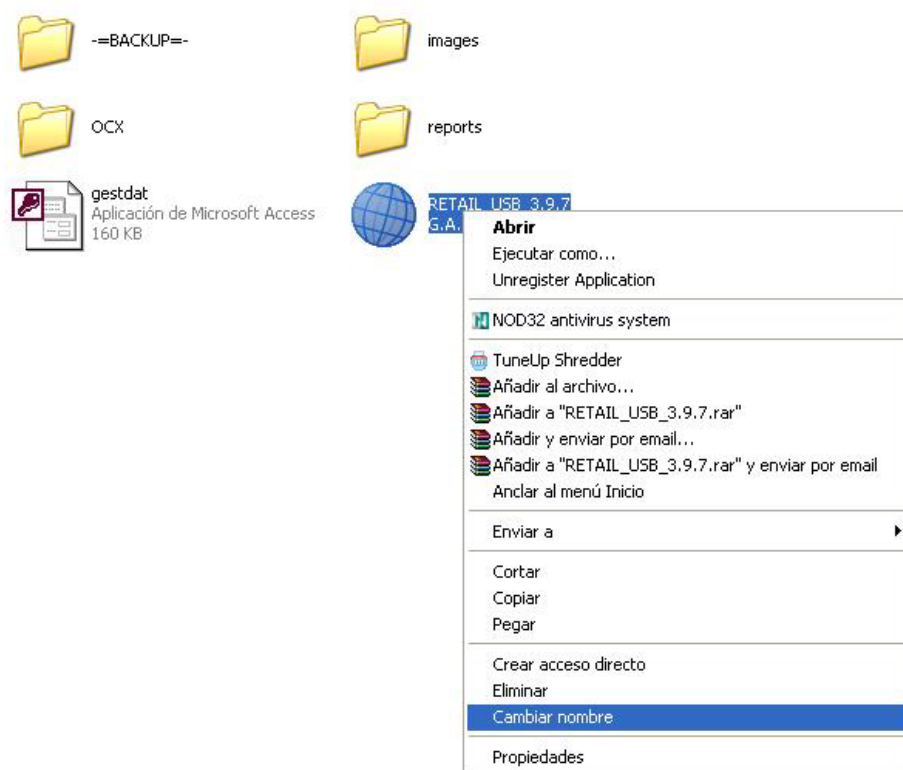 -=BACKUP=-
images
OCX
reports
gestdat
Aplicación de Microsoft Access
160 KB
RETAIL_USB_3.9.7
G.A.
Abrir
Ejecutar como...
Unregister Application
NOD32 antivirus system
TuneUp Shredder
Añadir al archivo...
Añadir a "RETAIL_USB_3.9.7.rar"
Añadir y enviar por email...
Añadir a "RETAIL_USB_3.9.7.rar" y enviar por email
Anclar al menú Inicio
Enviar a
Cortar
Copiar
Pegar
Crear acceso directo
Eliminar
Cambiar nombre
Propiedades